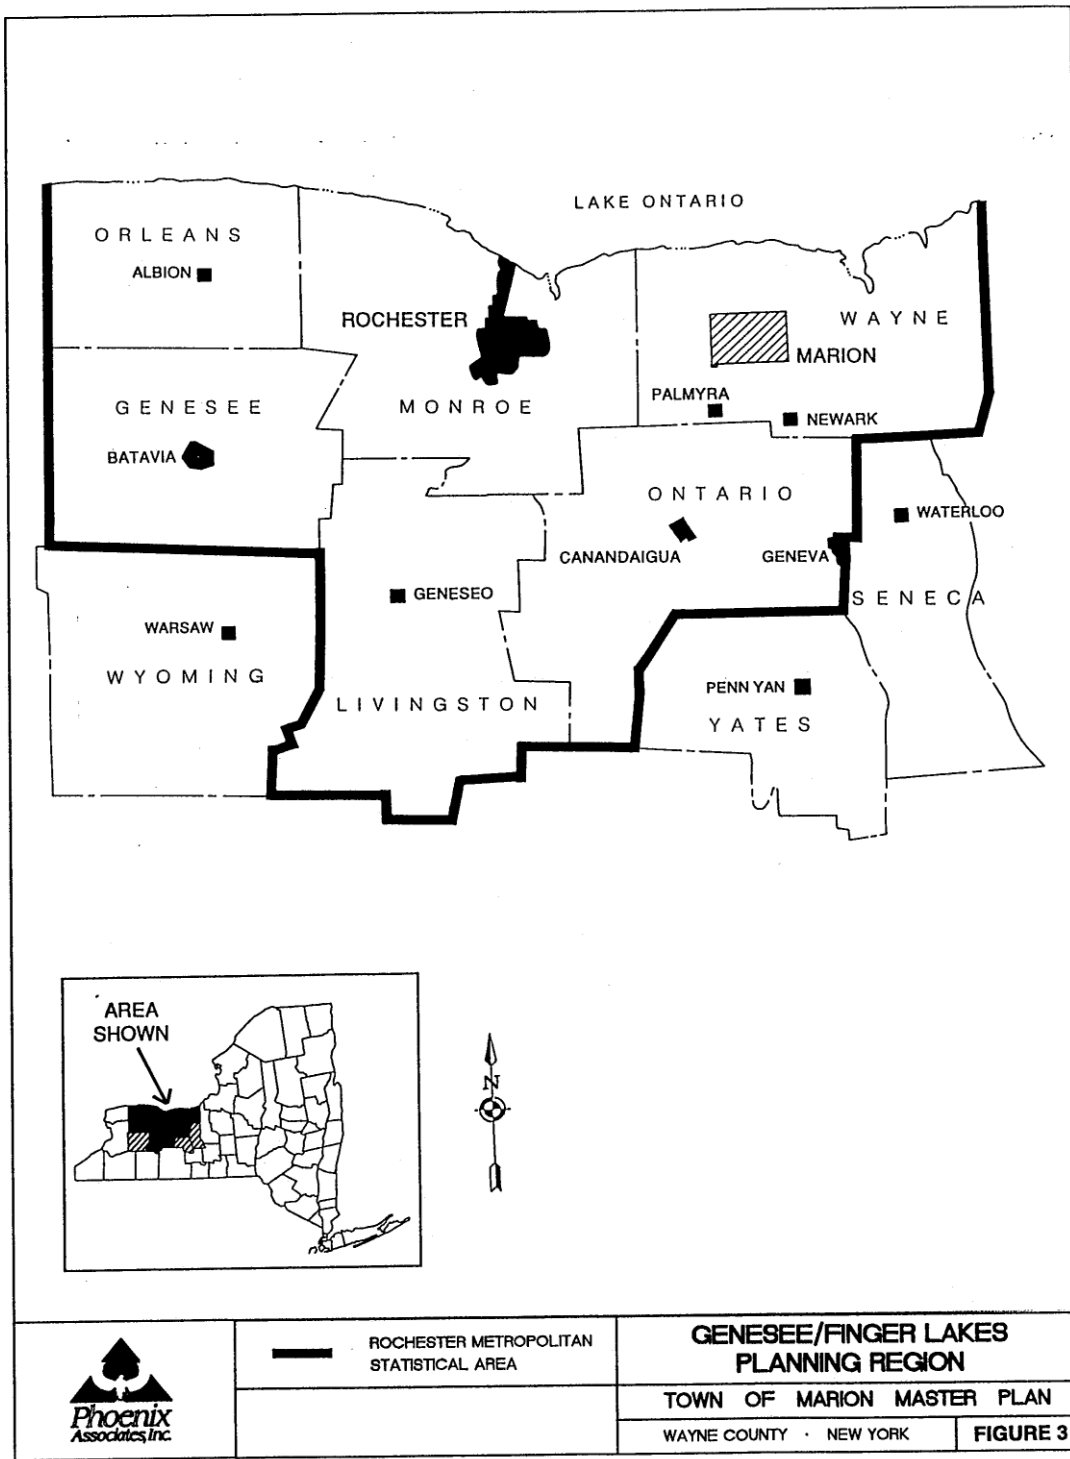 LAKE ONTARIO
ORLEANS
ALBION
ROCHESTER
WAYNE
MARION
PALMYRA
NEWARK
GENESEE
MONROE
BATAVIA
ONTARIO
WATERLOO
CANANDAIGUA
GENEVA
GENESEO
SENECA
WARSAW
WYOMING
PENN YAN
LIVINGSTON
YATES
AREA
SHOWN
N
Phoenix
Associates, Inc.
ROCHESTER METROPOLITAN
STATISTICAL AREA
GENESEE/FINGER LAKES
PLANNING REGION
TOWN OF MARION MASTER PLAN
WAYNE COUNTY · NEW YORK
FIGURE 3